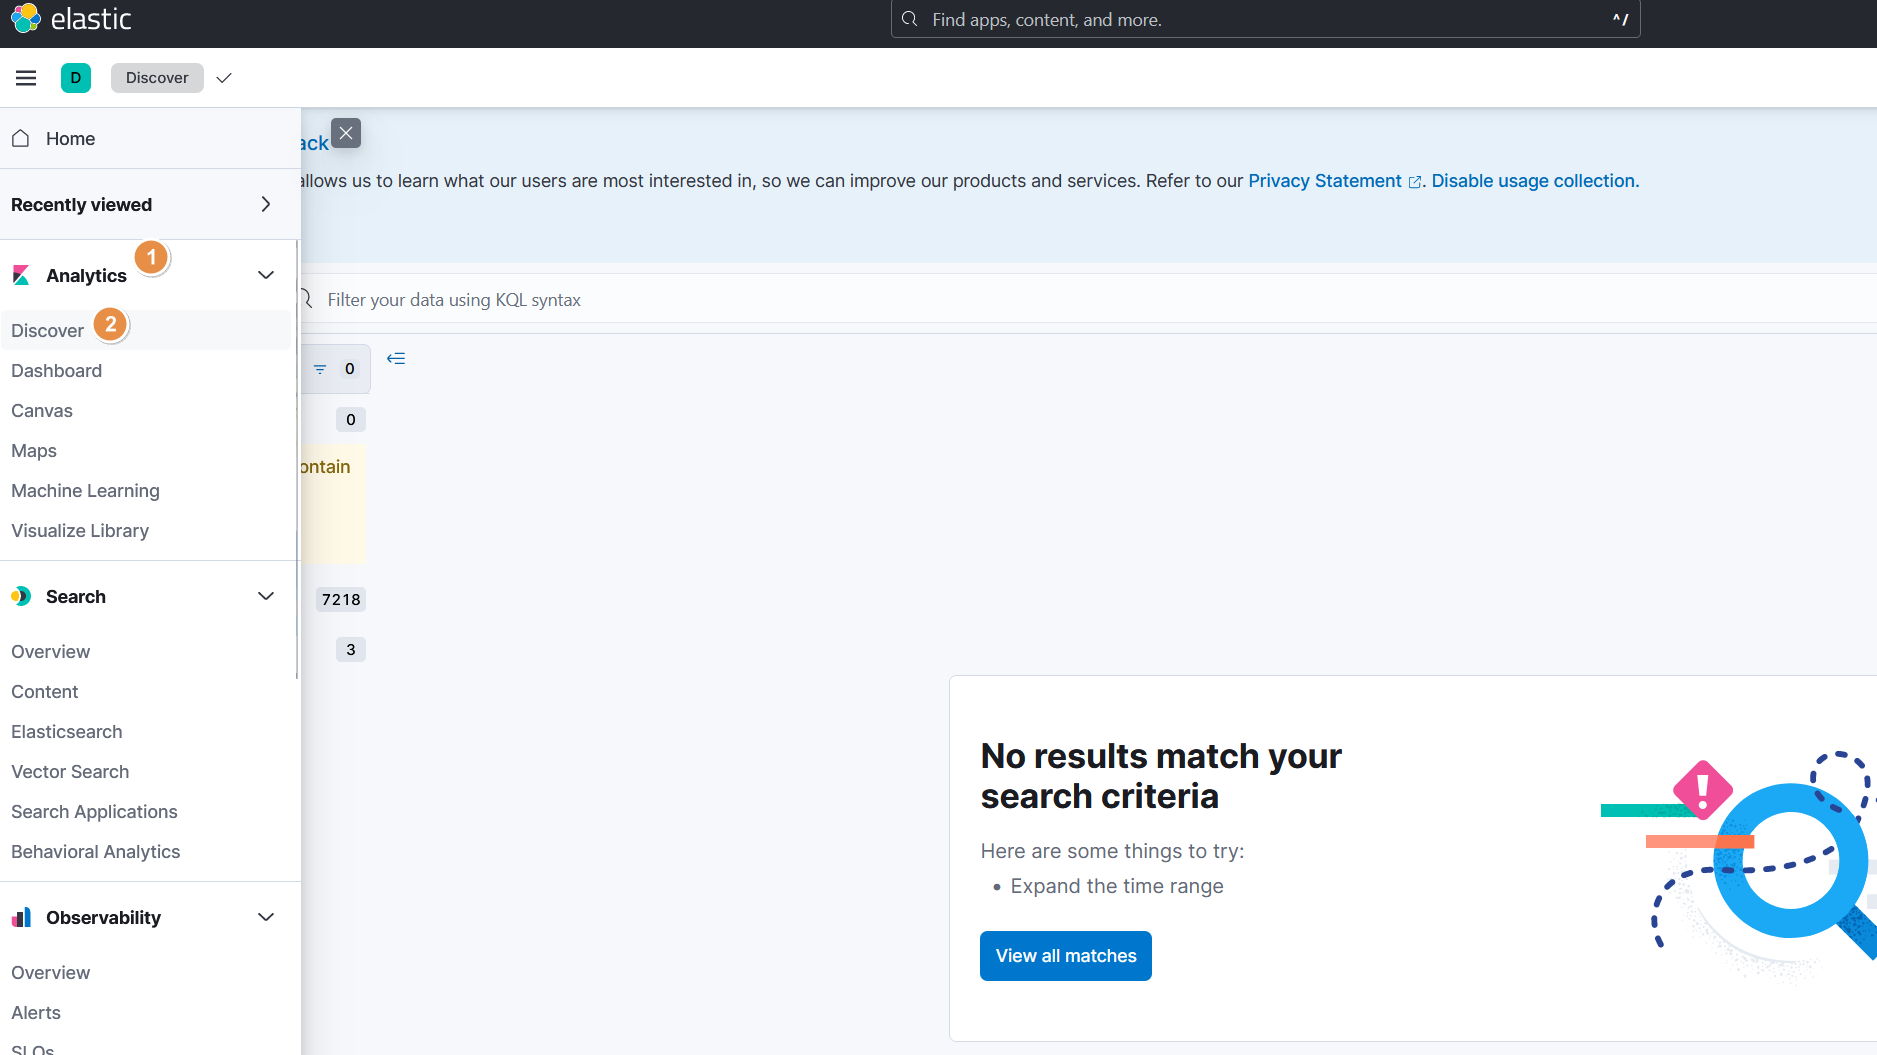 elastic
Find apps, content, and more.
^/
D
Discover
Home
ack
allows us to learn what our users are most interested in, so we can improve our products and services. Refer to our Privacy Statement . Disable usage collection.
Recently viewed
1
Analytics
Filter your data using KQL syntax
Discover
2
Dashboard
0
Canvas
0
Maps
ontain
Machine Learning
Visualize Library
Search
7218
Overview
3
Content
Elasticsearch
Vector Search
Search Applications
Behavioral Analytics
Observability
Overview
Alerts
SLOs
No results match your
search criteria
Here are some things to try:
• Expand the time range
View all matches